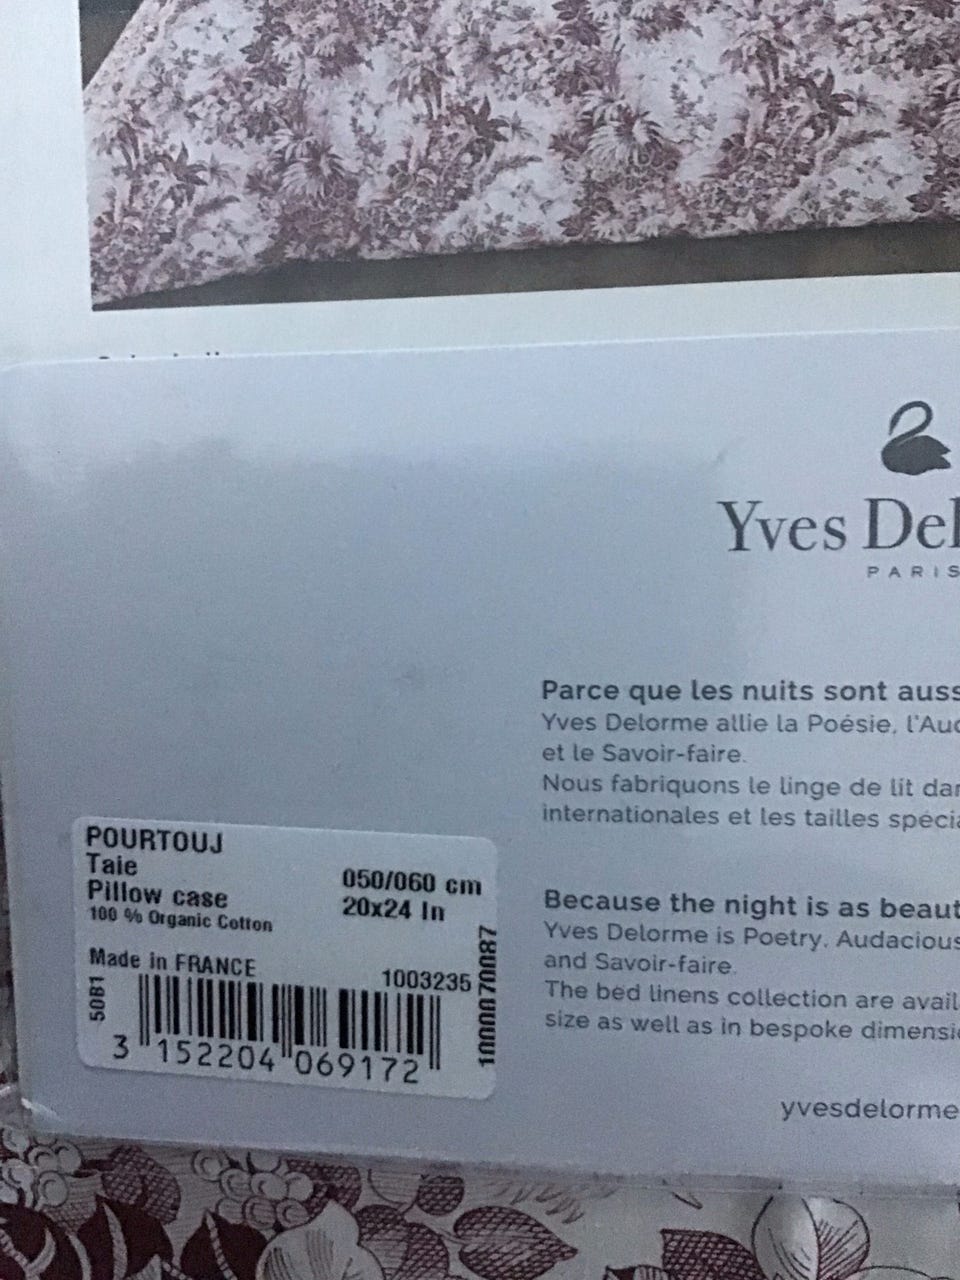 Yves Del
PARIS
Parce que les nuits sont auss
Yves Delorme allie la Poésie, l'Aud
et le Savoir-faire.
Nous fabriquons le linge de lit dan
internationales et les tailles spécia
Because the night is as beaut
Yves Delorme is Poetry, Audacious
and Savoir-faire.
The bed linens collection are avail
size as well as in bespoke dimensi
yvesdelorme
POURTOUJ
Taie
Pillow case
050/060 cm
20x24 In
100 % Organic Cotton
Made in FRANCE
1003235
50B1
3 152204 069172